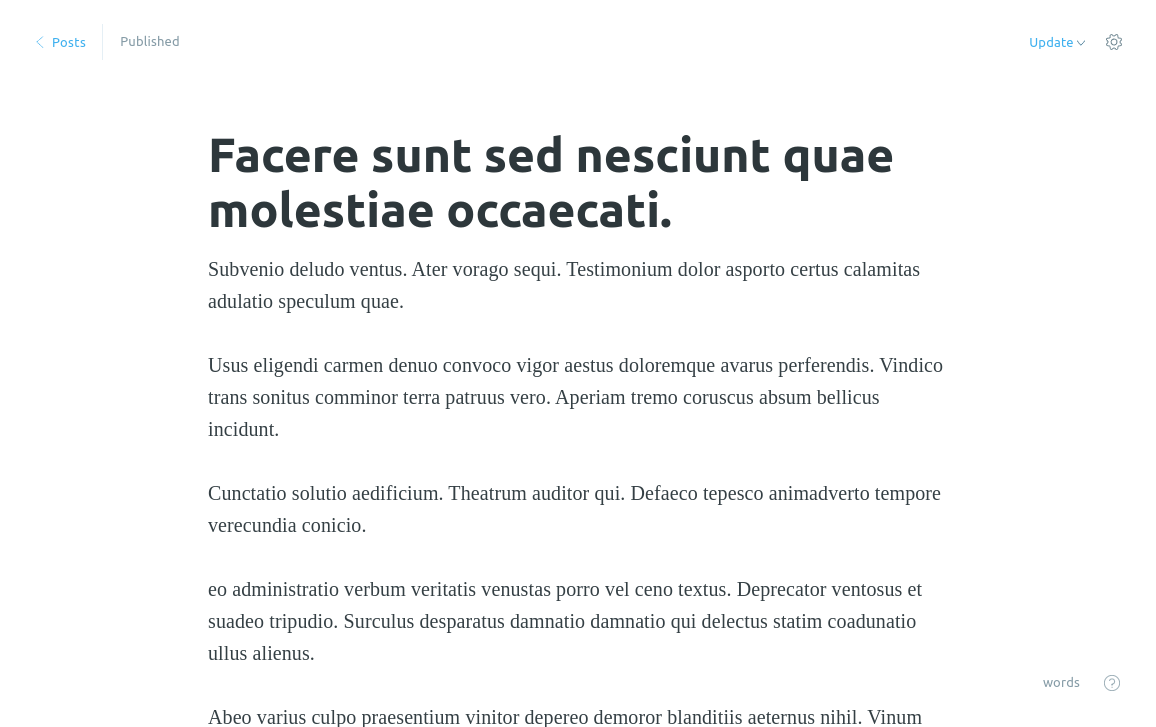 Posts
Published
Update
Facere sunt sed nesciunt quae
molestiae occaecati.
Subvenio deludo ventus. Ater vorago sequi. Testimonium dolor asporto certus calamitas
adulatio speculum quae.
Usus eligendi carmen denuo convoco vigor aestus doloremque avarus perferendis. Vindico
trans sonitus comminor terra patruus vero. Aperiam tremo coruscus absum bellicus
incidunt.
Cunctatio solutio aedificium. Theatrum auditor qui. Defaeco tepesco animadverto tempore
verecundia conicio.
eo administratio verbum veritatis venustas porro vel ceno textus. Deprecator ventosus et
suadeo tripudio. Surculus desparatus damnatio damnatio qui delectus statim coadunatio
ullus alienus.
words
Abeo varius culpo praesentium vinitor depereo demoror blanditiis aeternus nihil. Vinum